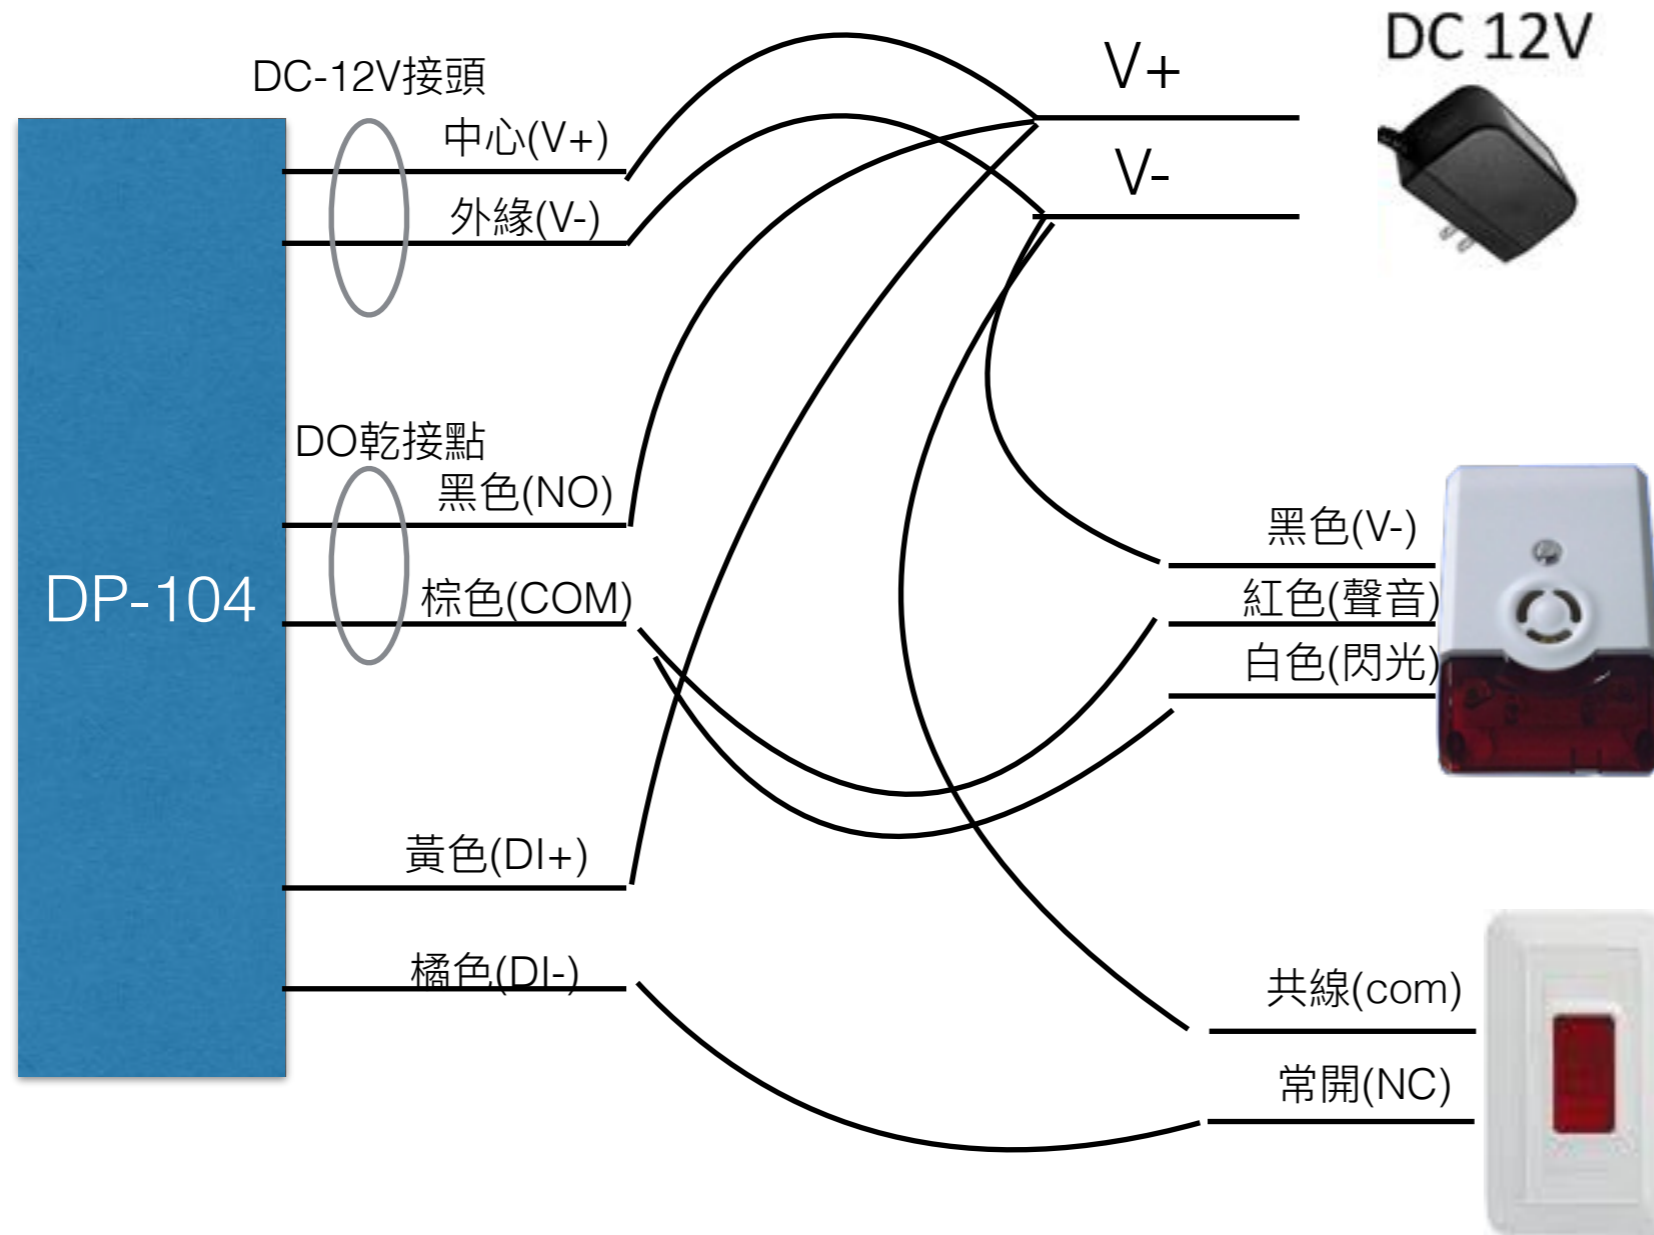 DC 12V
V+
DC-12V接頭
中心(V+)
V-
外緣(V-)
DO乾接點
黑色(NO)
黑色(V-)
DP-104
棕色(COM)
紅色(聲音)
白色(閃光)
黃色(DI+)
橘色(DI-)
共線(com)
常開(NC)